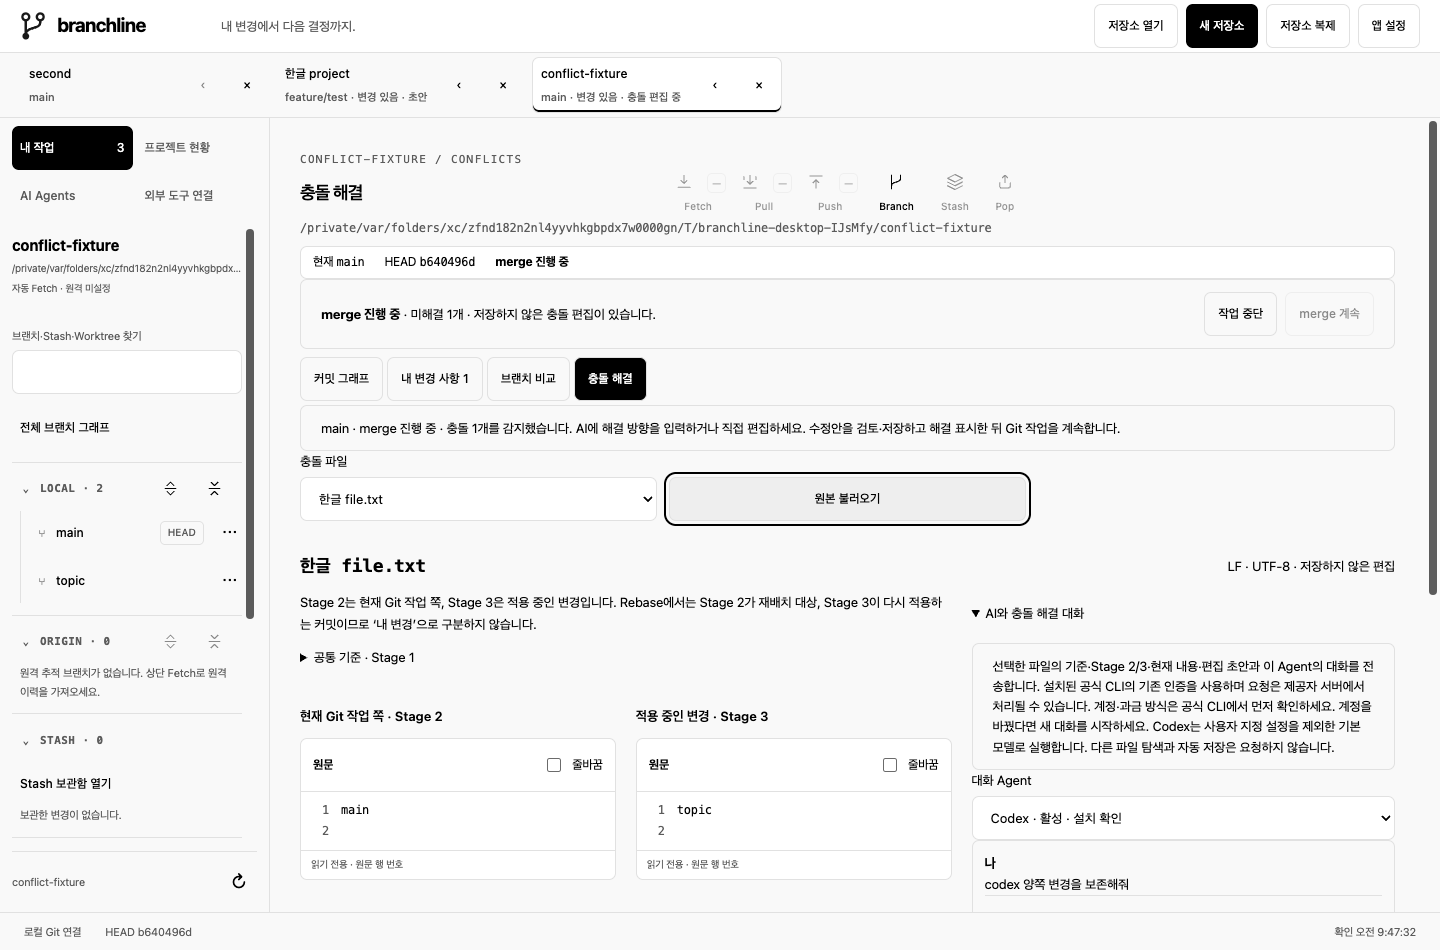 branchline
내 변경에서 다음 결정까지.
저장소 열기
새 저장소
저장소 복제
앱 설정
second
main
한글 project
feature/test · 변경 있음 · 초안
conflict-fixture
main · 변경 있음 · 충돌 편집 중
내 작업 3
프로젝트 현황
AI Agents
외부 도구 연결
conflict-fixture
/private/var/folders/xc/zfnd182n2nl4yyvhkgbpdx...
자동 Fetch · 원격 미설정
브랜치·Stash·Worktree 찾기
전체 브랜치 그래프
LOCAL · 2
main HEAD
topic
ORIGIN · 0
원격 추적 브랜치가 없습니다. 상단 Fetch로 원격
이력을 가져오세요.
STASH · 0
Stash 보관함 열기
보관한 변경이 없습니다.
conflict-fixture
CONFLICT-FIXTURE / CONFLICTS
충돌 해결
Fetch
Pull
Push
Branch
Stash
Pop
/private/var/folders/xc/zfnd182n2nl4yyvhkgbpdx7w0000gn/T/branchline-desktop-IJsMfy/conflict-fixture
현재 main HEAD b640496d merge 진행 중
merge 진행 중 · 미해결 1개 · 저장하지 않은 충돌 편집이 있습니다.
작업 중단
merge 계속
커밋 그래프
내 변경 사항 1
브랜치 비교
충돌 해결
main · merge 진행 중 · 충돌 1개를 감지했습니다. AI에 해결 방향을 입력하거나 직접 편집하세요. 수정안을 검토·저장하고 해결 표시한 뒤 Git 작업을 계속합니다.
충돌 파일
한글 file.txt
원본 불러오기
한글 file.txt
LF · UTF-8 · 저장하지 않은 편집
Stage 2는 현재 Git 작업 쪽, Stage 3은 적용 중인 변경입니다. Rebase에서는 Stage 2가 재배치 대상, Stage 3이 다시 적용하
는 커밋이므로 ‘내 변경’으로 구분하지 않습니다.
▶ 공통 기준 · Stage 1
현재 Git 작업 쪽 · Stage 2
원문 줄바꿈
1 main
2
읽기 전용 · 원문 행 번호
적용 중인 변경 · Stage 3
원문 줄바꿈
1 topic
2
읽기 전용 · 원문 행 번호
▼ AI와 충돌 해결 대화
선택한 파일의 기준·Stage 2/3·현재 내용·편집 초안과 이 Agent의 대화를 전
송합니다. 설치된 공식 CLI의 기존 인증을 사용하며 요청은 제공자 서버에서
처리될 수 있습니다. 계정·과금 방식은 공식 CLI에서 먼저 확인하세요. 계정을
바꿨다면 새 대화를 시작하세요. Codex는 사용자 지정 설정을 제외한 기본
모델로 실행합니다. 다른 파일 탐색과 자동 저장은 요청하지 않습니다.
대화 Agent
Codex · 활성 · 설치 확인
나
codex 양쪽 변경을 보존해줘
로컬 Git 연결
HEAD b640496d
확인 오전 9:47:32